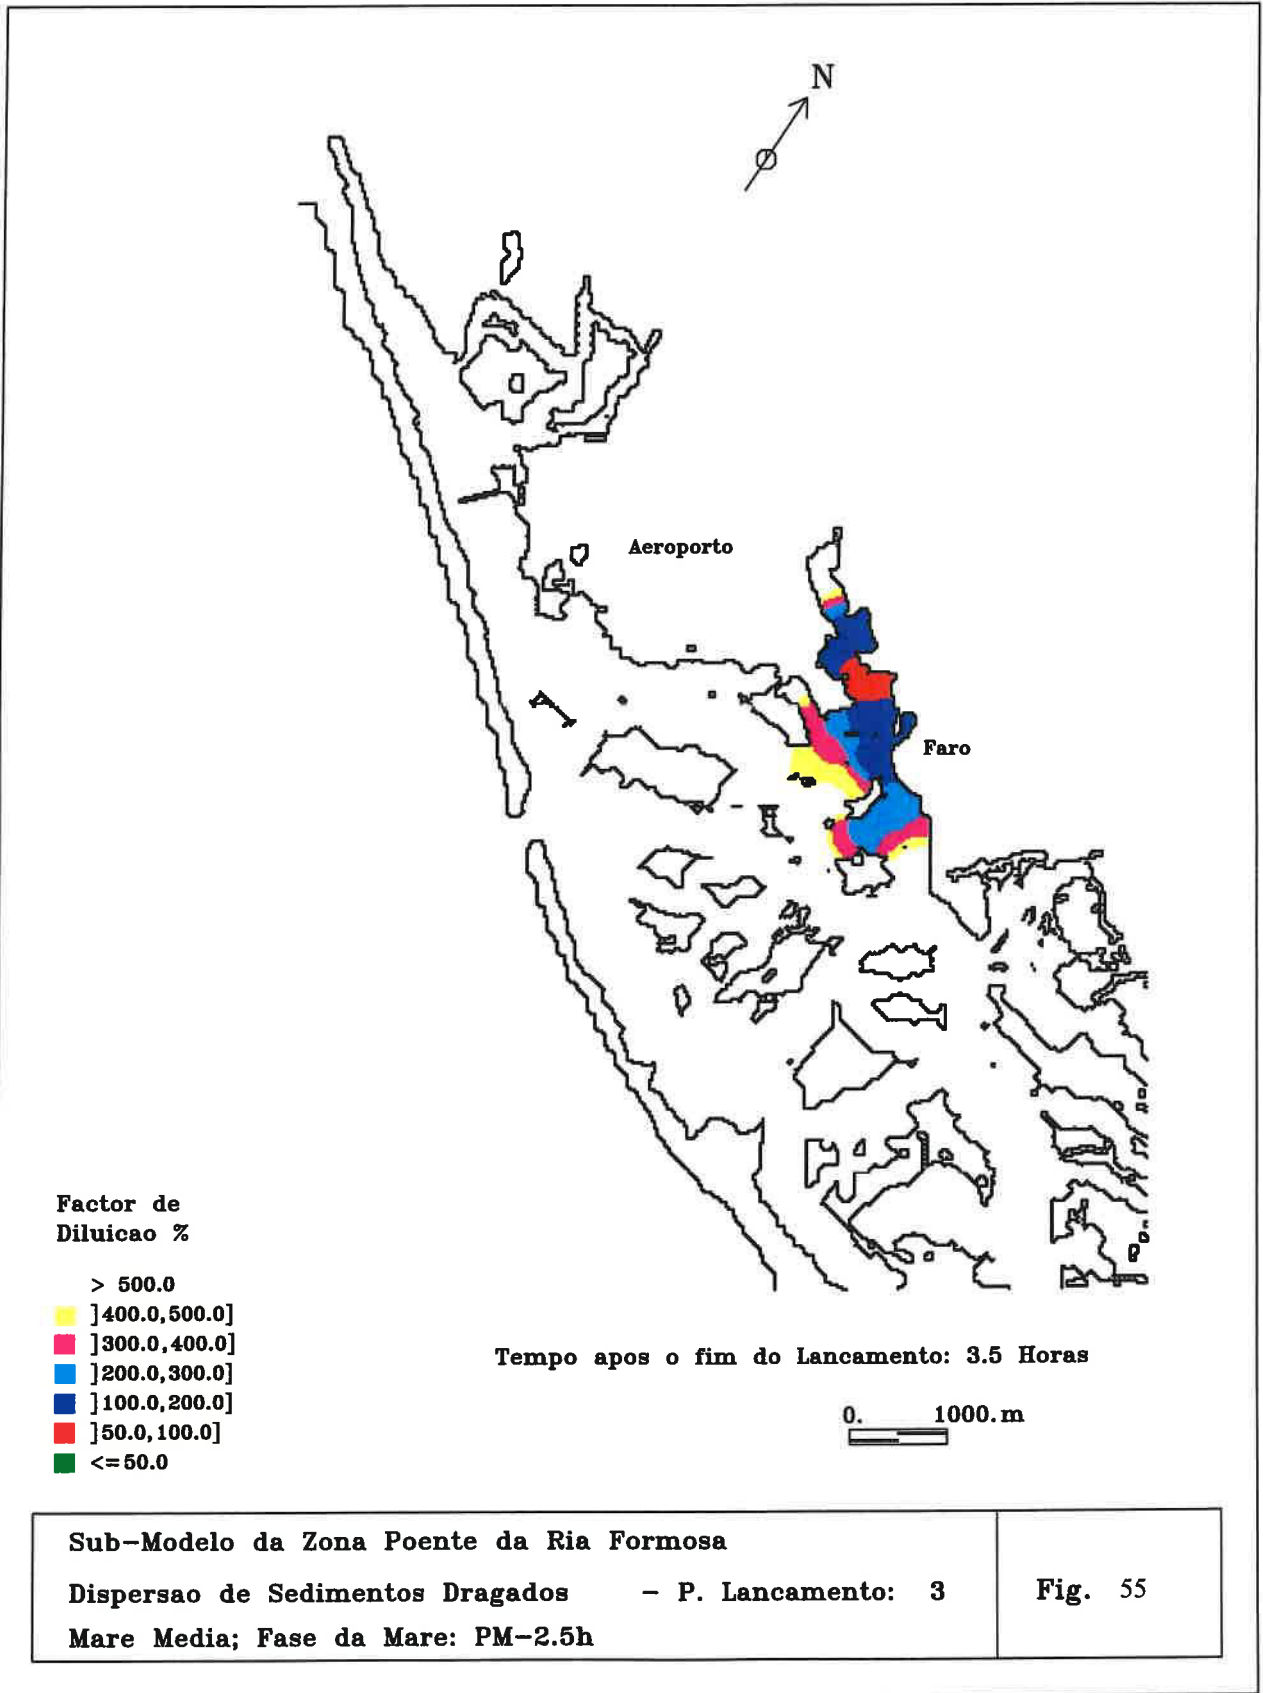 N
Aeroporto
Faro
Factor de
Diluicao %
> 500.0
]400.0,500.0]
]300.0,400.0]
]200.0,300.0]
]100.0,200.0]
]50.0,100.0]
<=50.0
Tempo apos o fim do Lancamento: 3.5 Horas
0. 1000.m
Sub-Modelo da Zona Poente da Ria Formosa
Dispersao de Sedimentos Dragados - P. Lancamento: 3
Mare Media; Fase da Mare: PM-2.5h
Fig. 55